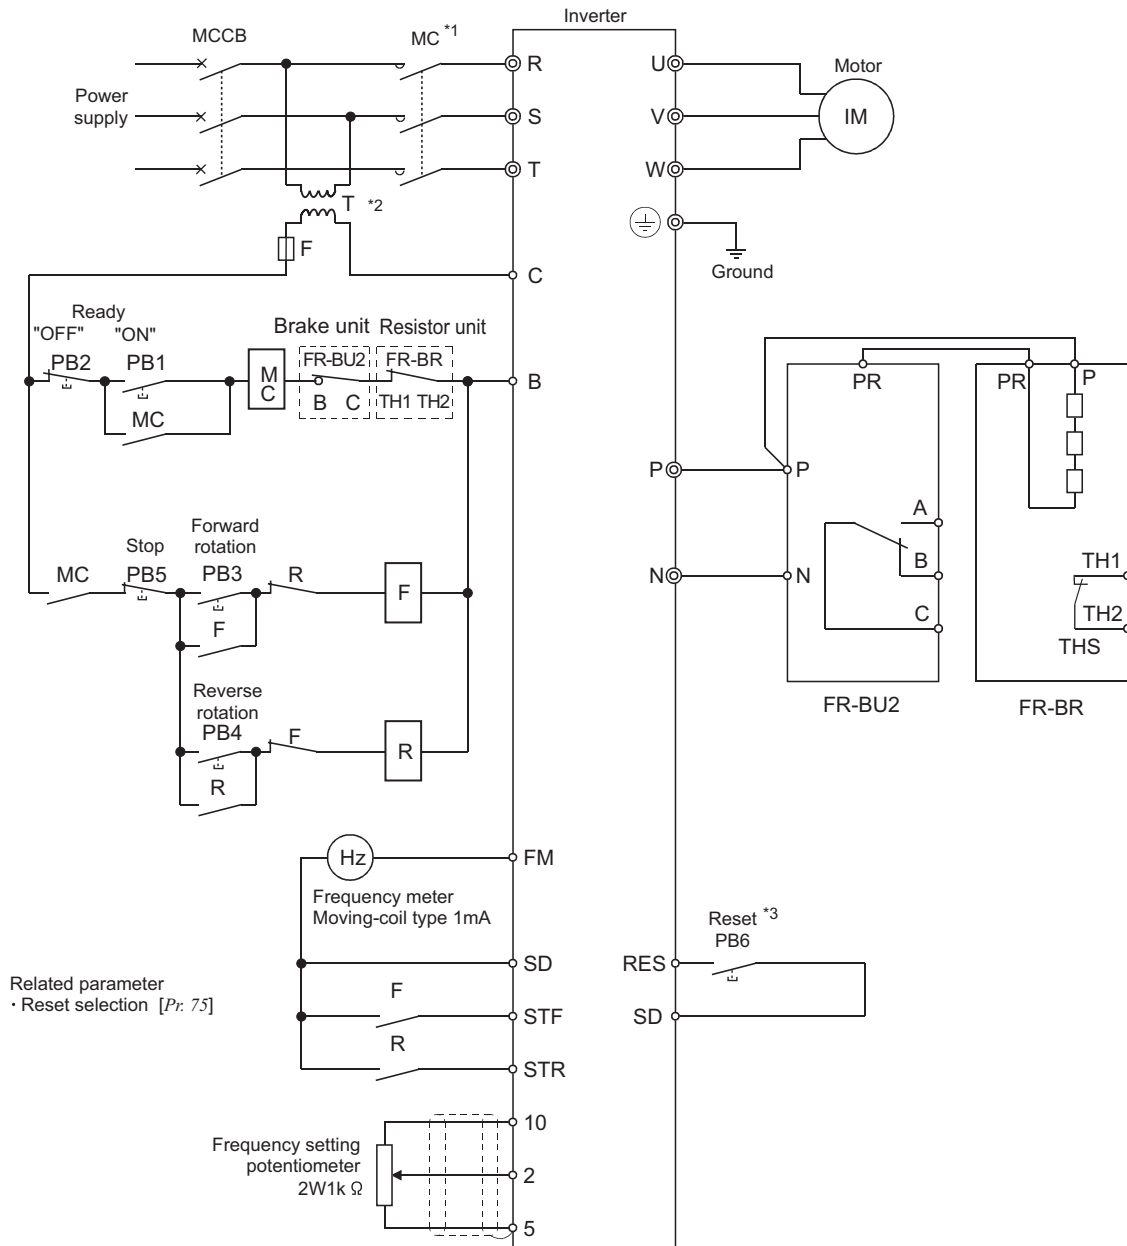 Inverter
MCCB
MC *1
R
U
Motor
Power
supply
S
V
IM
T
W
T *2
F
Ground
C
Ready
"OFF" "ON"
Brake unit Resistor unit
PB2 PB1
M
C
FR-BU2 FR-BR
B
B C TH1 TH2
MC
PR
PR
P
P
P
A
B
C
N
N
TH1
TH2
THS
FR-BU2
FR-BR
Forward
rotation
Stop
MC
PB5
PB3
R
F
F
Reverse
rotation
PB4
F
R
R
Hz
FM
Frequency meter
Moving-coil type 1mA
SD
Reset *3
PB6
RES
SD
Related parameter
· Reset selection [Pr. 75]
F
STF
R
STR
10
Frequency setting
potentiometer
2W1k Ω
2
5